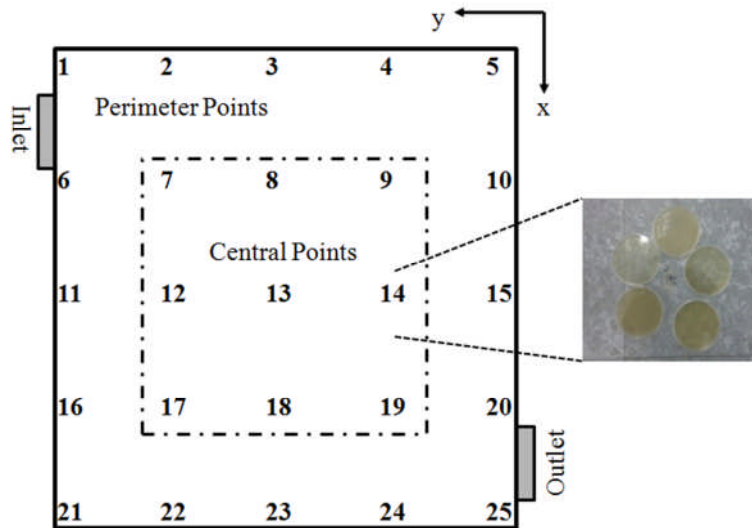 y
x
1 2 3 4 5
Perimeter Points
Inlet
6 7 8 9 10
Central Points
11 12 13 14 15
16 17 18 19 20
Outlet
21 22 23 24 25